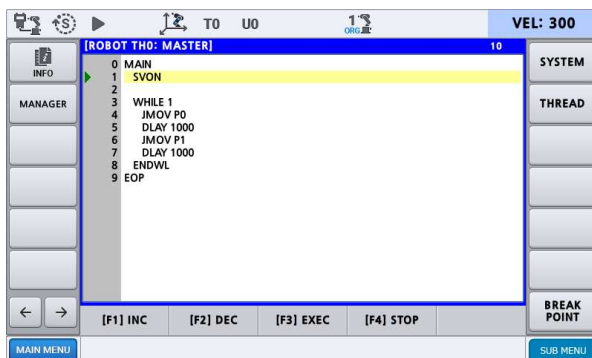 S
T0
U0
ORG
VEL: 300
INFO
MANAGER
[ROBOT TH0: MASTER]
10
0 MAIN
1 SVON
2
3 WHILE 1
4 JMOV P0
5 DLAY 1000
6 JMOV P1
7 DLAY 1000
8 ENDWL
9 EOP
SYSTEM
THREAD
BREAK
POINT
[F1] INC
[F2] DEC
[F3] EXEC
[F4] STOP
MAIN MENU
SUB MENU